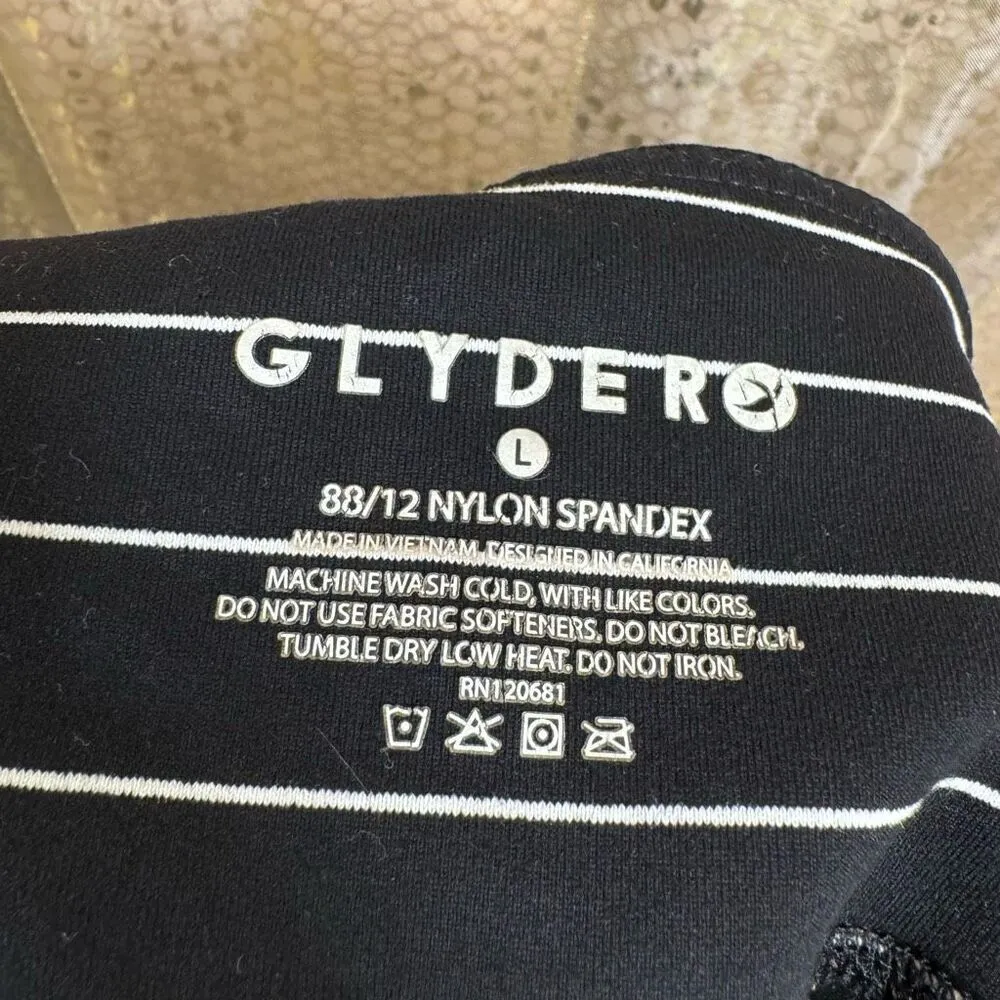 GLYDER
L
88/12 NYLON SPANDEX
MADE IN VIETNAM. DESIGNED IN CALIFORNIA.
MACHINE WASH COLD, WITH LIKE COLORS.
DO NOT USE FABRIC SOFTENERS. DO NOT BLEACH.
TUMBLE DRY LOW HEAT. DO NOT IRON.
RN120681